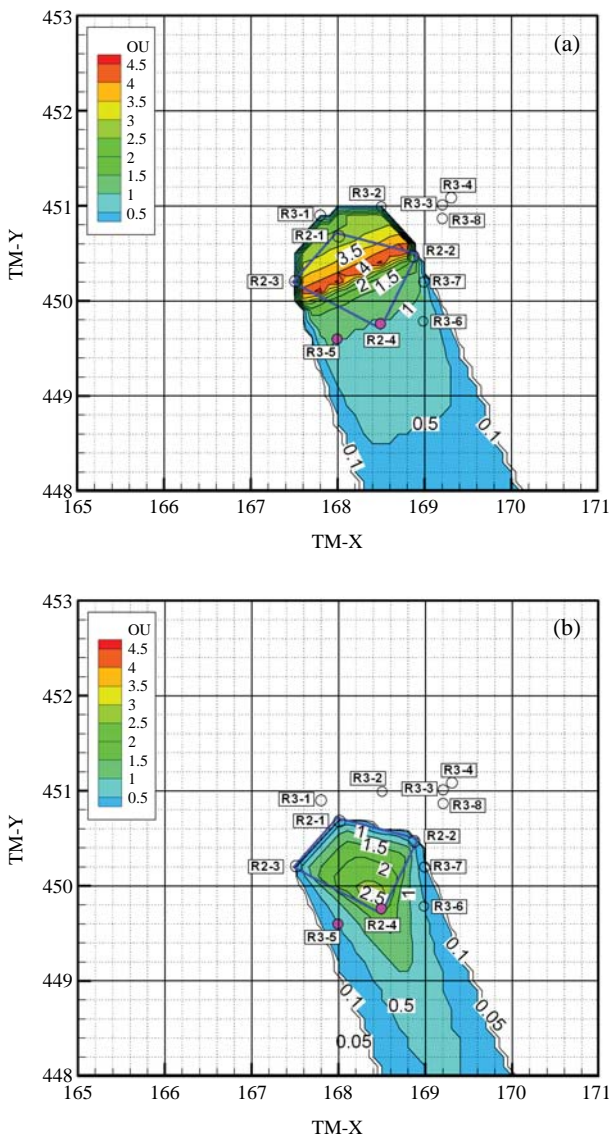 453
452
451
450
449
448
TM-Y
OU
4.5
4
3.5
3
2.5
2
1.5
1
0.5
(a)
R3-4
R3-2
R3-3
R3-1
R3-8
R2-1
R2-2
3.5
4
R2-3
2
1.5
R3-7
1
R3-6
R3-5
R2-4
0.5
0.1
0.1
165 166 167 168 169 170 171
TM-X
453
452
451
450
449
448
TM-Y
OU
4.5
4
3.5
3
2.5
2
1.5
1
0.5
(b)
R3-4
R3-2
R3-3
R3-1
R3-8
R2-1
1
R2-2
1.5
R2-3
2
R3-7
2.5
1
R3-6
R2-4
R3-5
0.1
0.1
0.5
0.05
0.05
165 166 167 168 169 170 171
TM-X